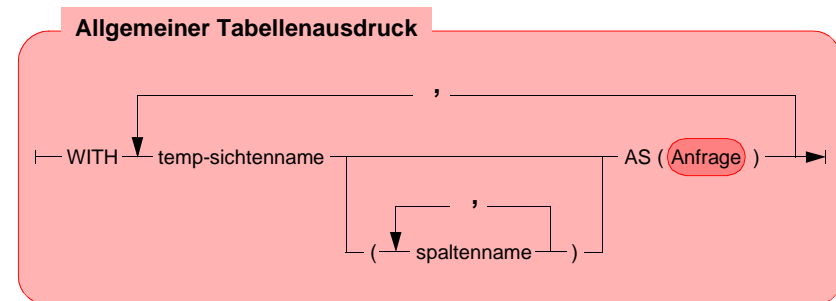 Allgemeiner Tabellenausdruck
,
WITH temp-sichtenname AS ( Anfrage )
,
( spaltenname )